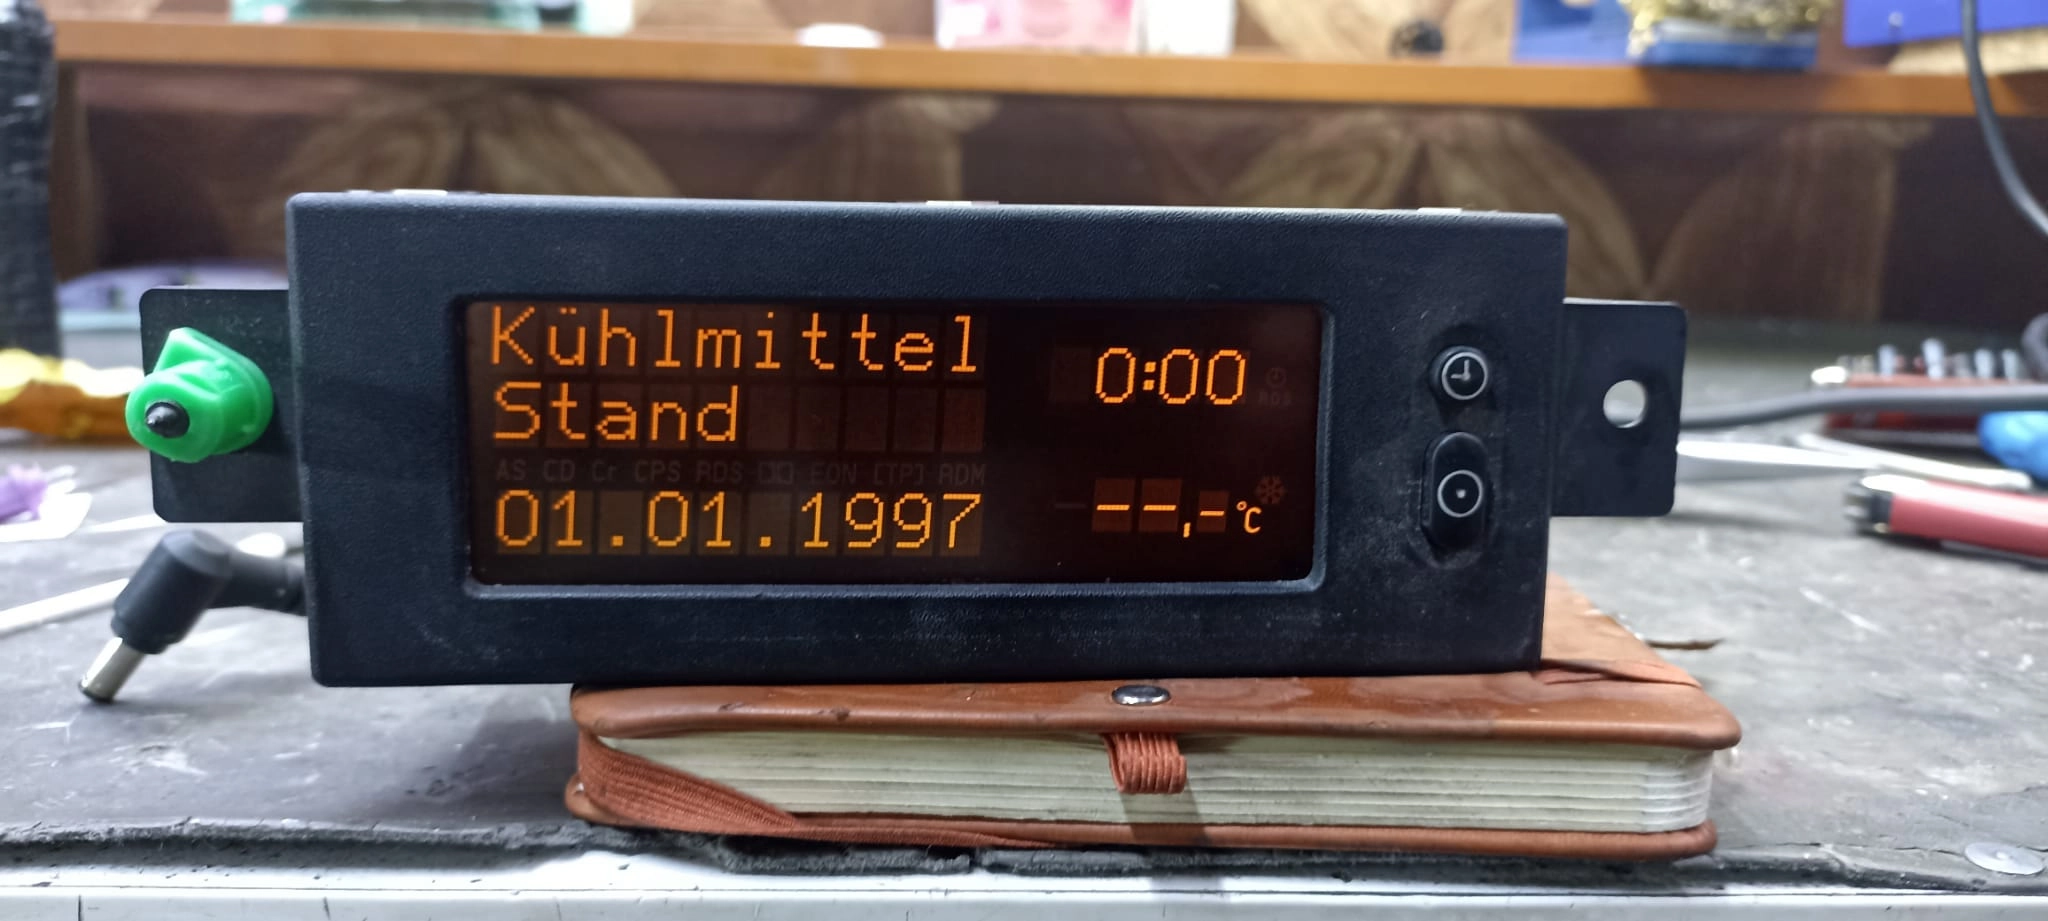 Kühlmittel
Stand
0:00
AS CD Cr CPS RDS [ ] EON [TP] RDM
01.01.1997
--,-°C